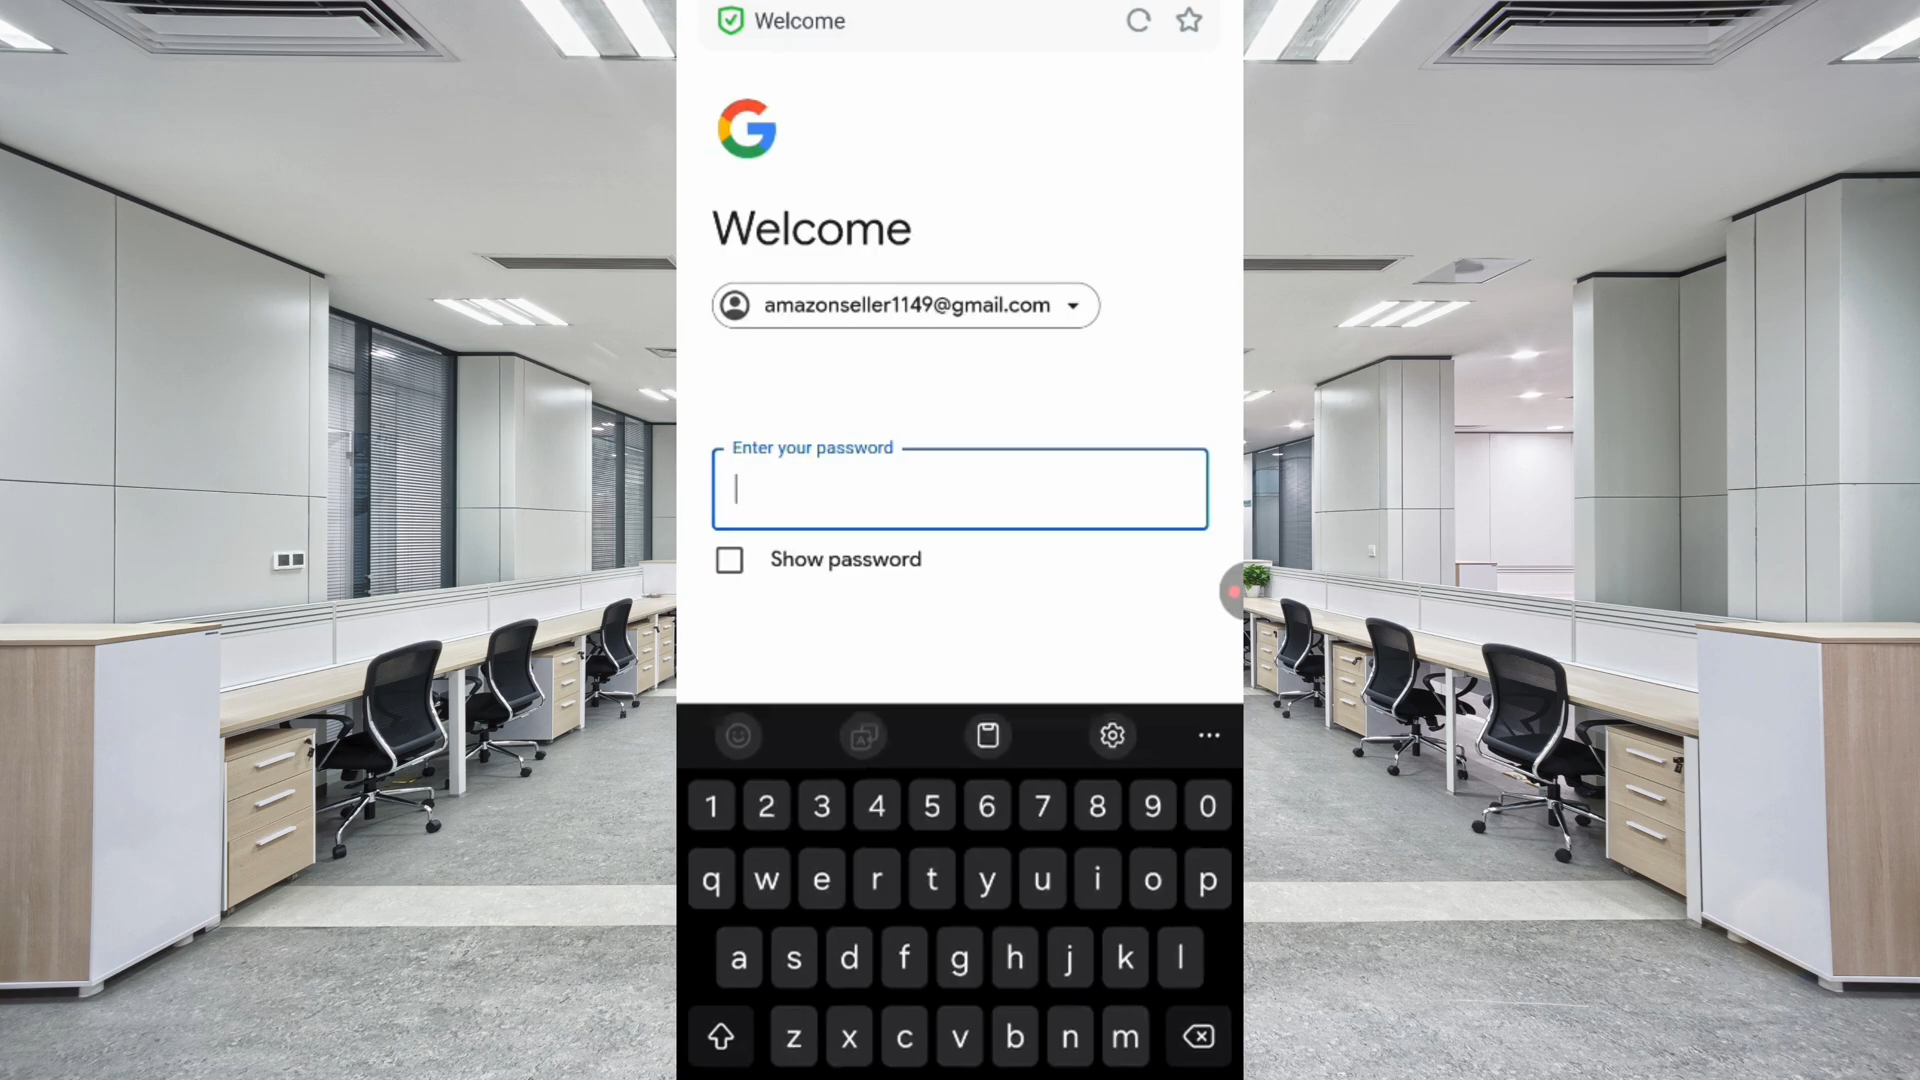 Welcome
G
Welcome
amazonseller1149@gmail.com
Enter your password
Show password
1 2 3 4 5 6 7 8 9 0
q w e r t y u i o p
a s d f g h j k l
z x c v b n m